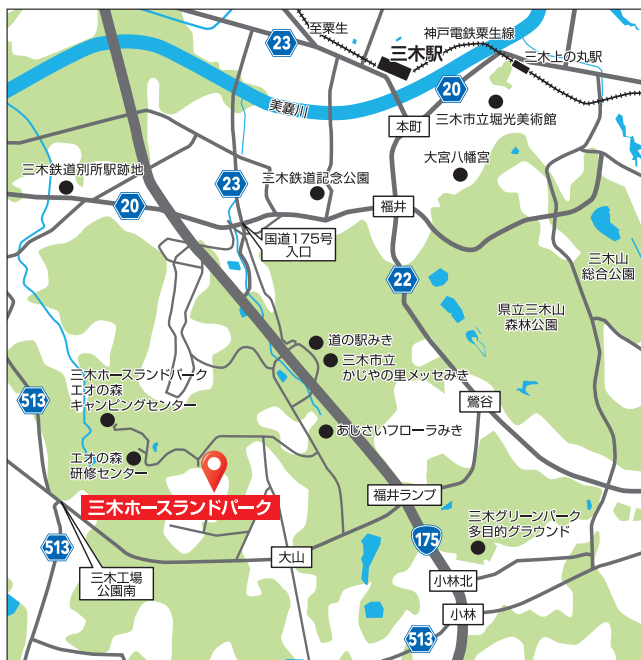 至粟生
神戸電鉄粟生線
23
三木駅
三木上の丸駅
20
美嚢川
三木市立堀光美術館
本町
大宮八幡宮
三木鉄道別所駅跡地
23
三木鉄道記念公園
20
福井
国道175号
入口
三木山
総合公園
22
県立三木山
森林公園
道の駅みき
三木市立
かじやの里メッセみき
三木ホースランドパーク
エオの森
キャンピングセンター
513
鶯谷
あじさいフローラみき
エオの森
研修センター
三木ホースランドパーク
福井ランプ
三木グリーンパーク
多目的グラウンド
175
513
大山
三木工場
公園南
小林北
小林
513